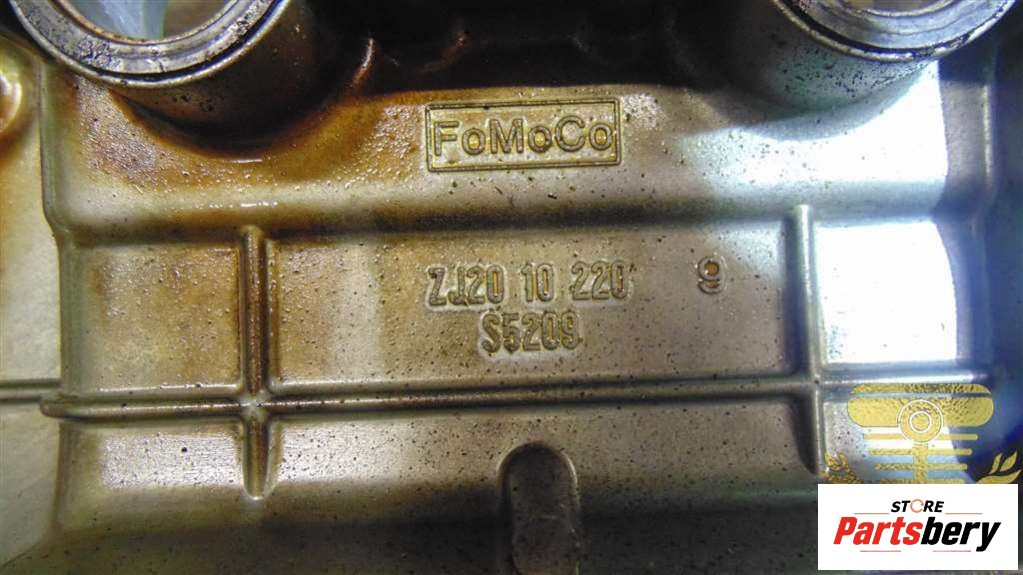 FoMoCo
ZJ20 10 220 9
S5209
STORE
Partsbery